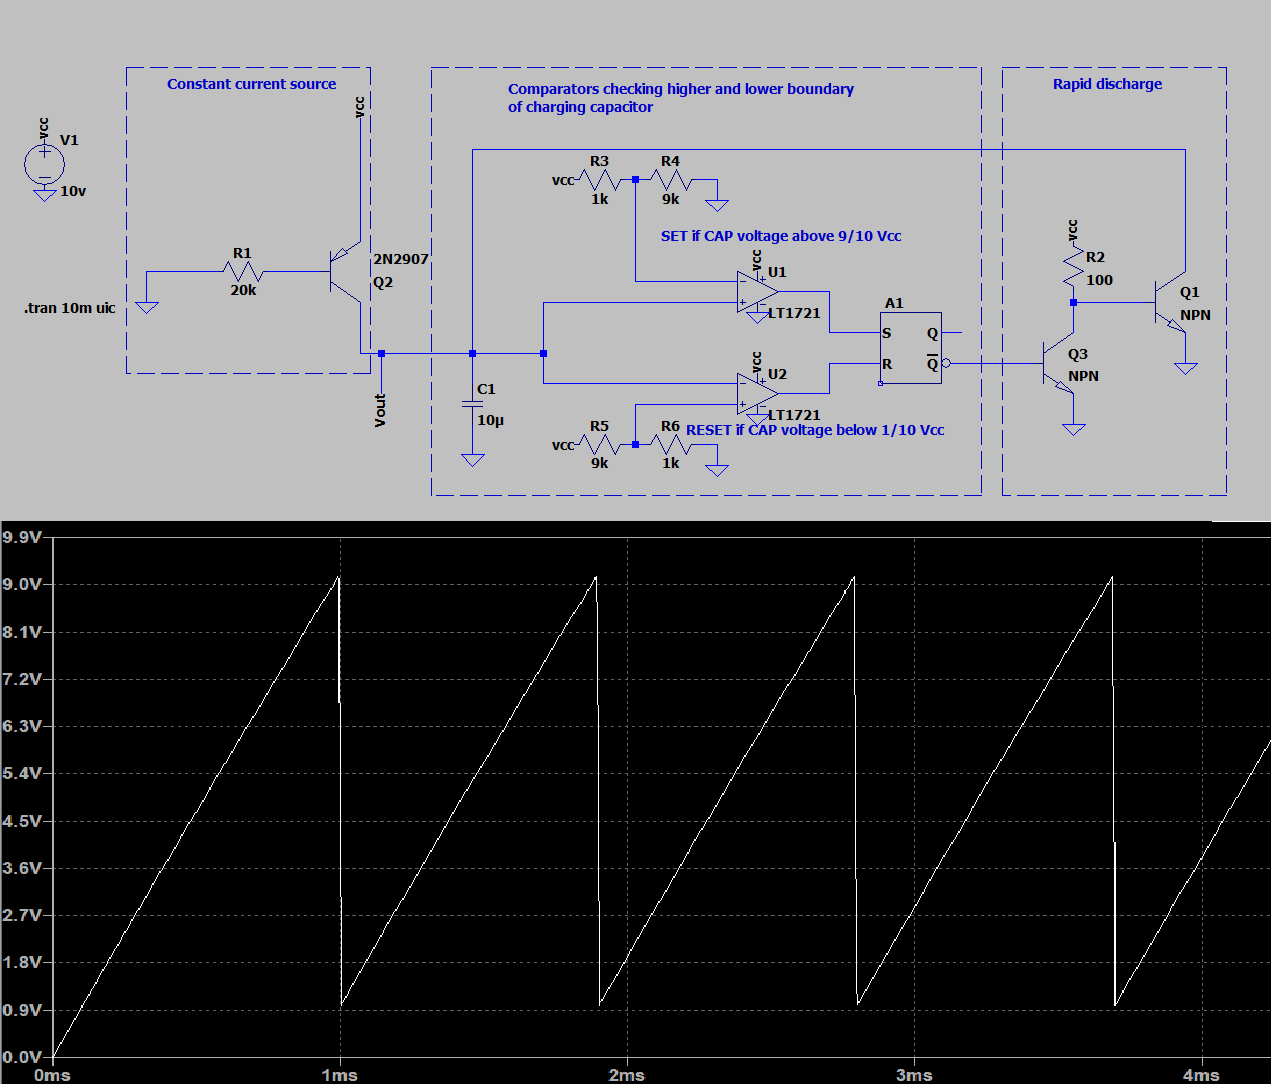 Constant current source
Comparators checking higher and lower boundary
of charging capacitor
Rapid discharge
vcc
V1
10v
vcc
R1
20k
2N2907
Q2
.tran 10m uic
Vout
C1
10µ
R3
R4
vcc
1k
9k
SET if CAP voltage above 9/10 Vcc
vcc
U1
LT1721
A1
S
Q
R
Q
vcc
U2
LT1721
R5
R6
RESET if CAP voltage below 1/10 Vcc
vcc
9k
1k
vcc
R2
100
Q1
NPN
Q3
NPN
9.9V
9.0V
8.1V
7.2V
6.3V
5.4V
4.5V
3.6V
2.7V
1.8V
0.9V
0.0V
0ms 1ms 2ms 3ms 4ms